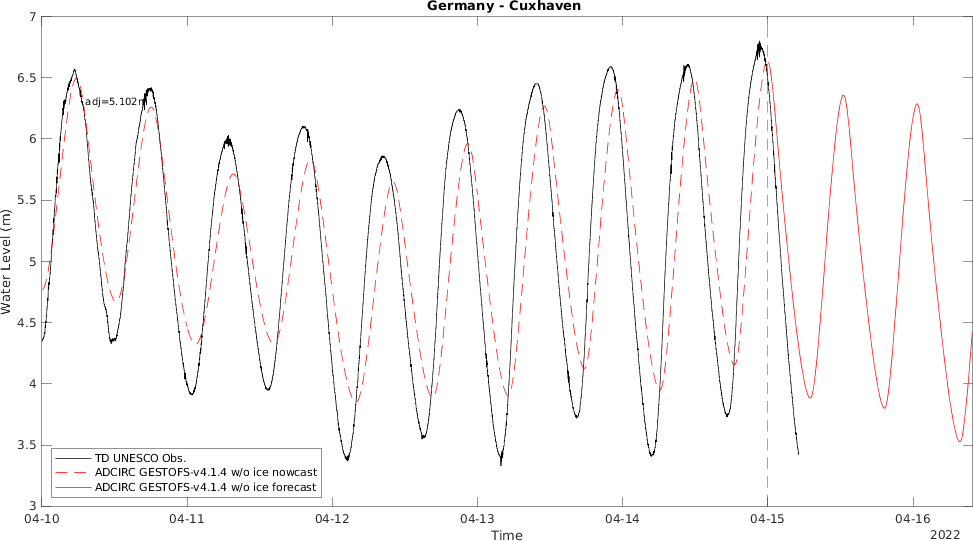 Germany - Cuxhaven
7
6.5
adj=5.102m
6
5.5
5
4.5
4
3.5
3
Water Level (m)
TD UNESCO Obs.
ADCIRC GESTOFS-v4.1.4 w/o ice nowcast
ADCIRC GESTOFS-v4.1.4 w/o ice forecast
04-10 04-11 04-12 04-13 04-14 04-15 04-16
Time
2022